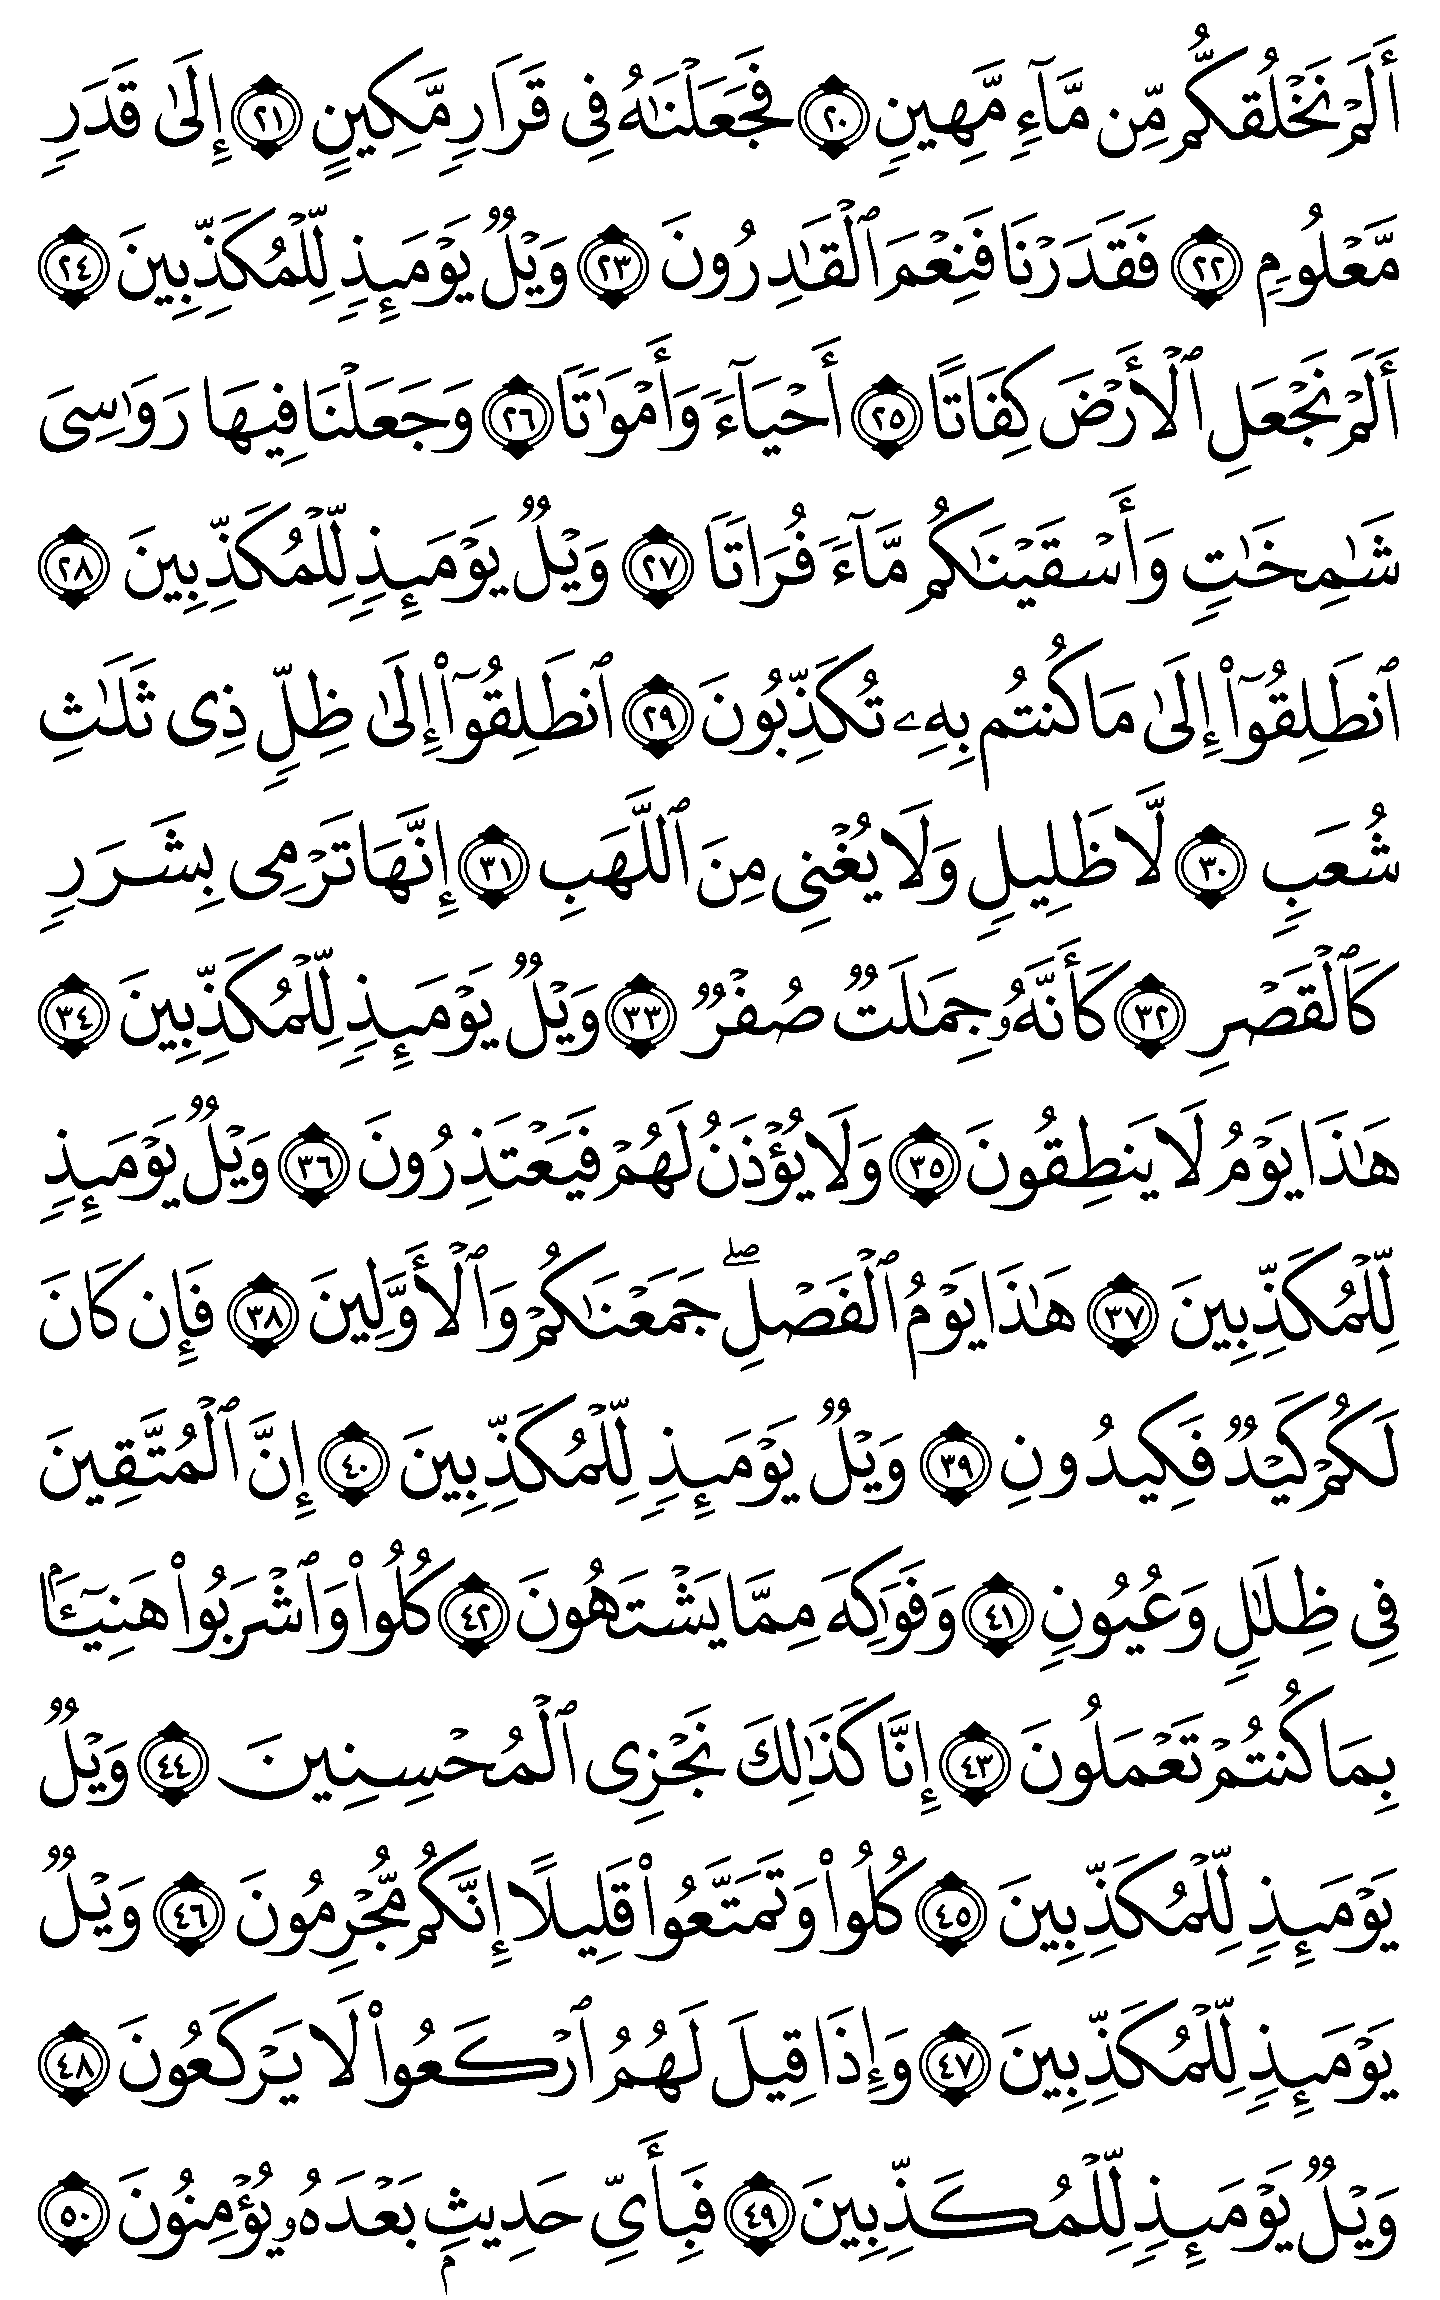 أَلَمْ نَخْلُقكُّم مِّن مَّآءٍ مَّهِينٍ ٢٠ فَجَعَلْنَٰهُ فِى قَرَارٍ مَّكِينٍ ٢١ إِلَىٰ قَدَرٍ
مَّعْلُومٍ ٢٢ فَقَدَرْنَا فَنِعْمَ ٱلْقَٰدِرُونَ ٢٣ وَيْلٌ يَوْمَئِذٍ لِّلْمُكَذِّبِينَ ٢٤
أَلَمْ نَجْعَلِ ٱلْأَرْضَ كِفَاتًا ٢٥ أَحْيَآءً وَأَمْوَٰتًا ٢٦ وَجَعَلْنَا فِيهَا رَوَٰسِىَ
شَٰمِخَٰتٍ وَأَسْقَيْنَٰكُم مَّآءً فُرَاتًا ٢٧ وَيْلٌ يَوْمَئِذٍ لِّلْمُكَذِّبِينَ ٢٨
ٱنطَلِقُوٓا۟ إِلَىٰ مَا كُنتُم بِهِۦ تُكَذِّبُونَ ٢٩ ٱنطَلِقُوٓا۟ إِلَىٰ ظِلٍّ ذِى ثَلَٰثِ
شُعَبٍ ٣٠ لَّا ظَلِيلٍ وَلَا يُغْنِى مِنَ ٱللَّهَبِ ٣١ إِنَّهَا تَرْمِى بِشَرَرٍ
كَٱلْقَصْرِ ٣٢ كَأَنَّهُۥ جِمَٰلَتٌ صُفْرٌ ٣٣ وَيْلٌ يَوْمَئِذٍ لِّلْمُكَذِّبِينَ ٣٤
هَٰذَا يَوْمُ لَا يَنطِقُونَ ٣٥ وَلَا يُؤْذَنُ لَهُمْ فَيَعْتَذِرُونَ ٣٦ وَيْلٌ يَوْمَئِذٍ
لِّلْمُكَذِّبِينَ ٣٧ هَٰذَا يَوْمُ ٱلْفَصْلِ ۖ جَمَعْنَٰكُمْ وَٱلْأَوَّلِينَ ٣٨ فَإِن كَانَ
لَكُمْ كَيْدٌ فَكِيدُونِ ٣٩ وَيْلٌ يَوْمَئِذٍ لِّلْمُكَذِّبِينَ ٤٠ إِنَّ ٱلْمُتَّقِينَ
فِى ظِلَٰلٍ وَعُيُونٍ ٤١ وَفَوَٰكِهَ مِمَّا يَشْتَهُونَ ٤٢ كُلُوا۟ وَٱشْرَبُوا۟ هَنِيٓـًٔۢا
بِمَا كُنتُمْ تَعْمَلُونَ ٤٣ إِنَّا كَذَٰلِكَ نَجْزِى ٱلْمُحْسِنِينَ ٤٤ وَيْلٌ
يَوْمَئِذٍ لِّلْمُكَذِّبِينَ ٤٥ كُلُوا۟ وَتَمَتَّعُوا۟ قَلِيلًا إِنَّكُم مُّجْرِمُونَ ٤٦ وَيْلٌ
يَوْمَئِذٍ لِّلْمُكَذِّبِينَ ٤٧ وَإِذَا قِيلَ لَهُمُ ٱرْكَعُوا۟ لَا يَرْكَعُونَ ٤٨
وَيْلٌ يَوْمَئِذٍ لِّلْمُكَذِّبِينَ ٤٩ فَبِأَىِّ حَدِيثٍۭ بَعْدَهُۥ يُؤْمِنُونَ ٥٠